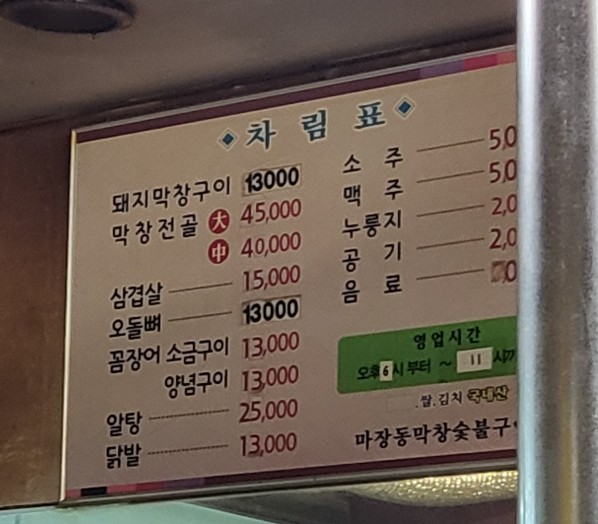 차림표
돼지막창구이 13000
막창전골 大 45,000
中 40,000
삼겹살 15,000
오돌뼈 13000
꼼장어 소금구이 13,000
양념구이 13,000
알탕 25,000
닭발 13,000
소주 5,0
맥주 5,0
누룽지 2,0
공기 2,0
음료 0
영업시간
오후6시부터 ~ 11 시까
.쌀.김치 국내산
마장동막창숯불구